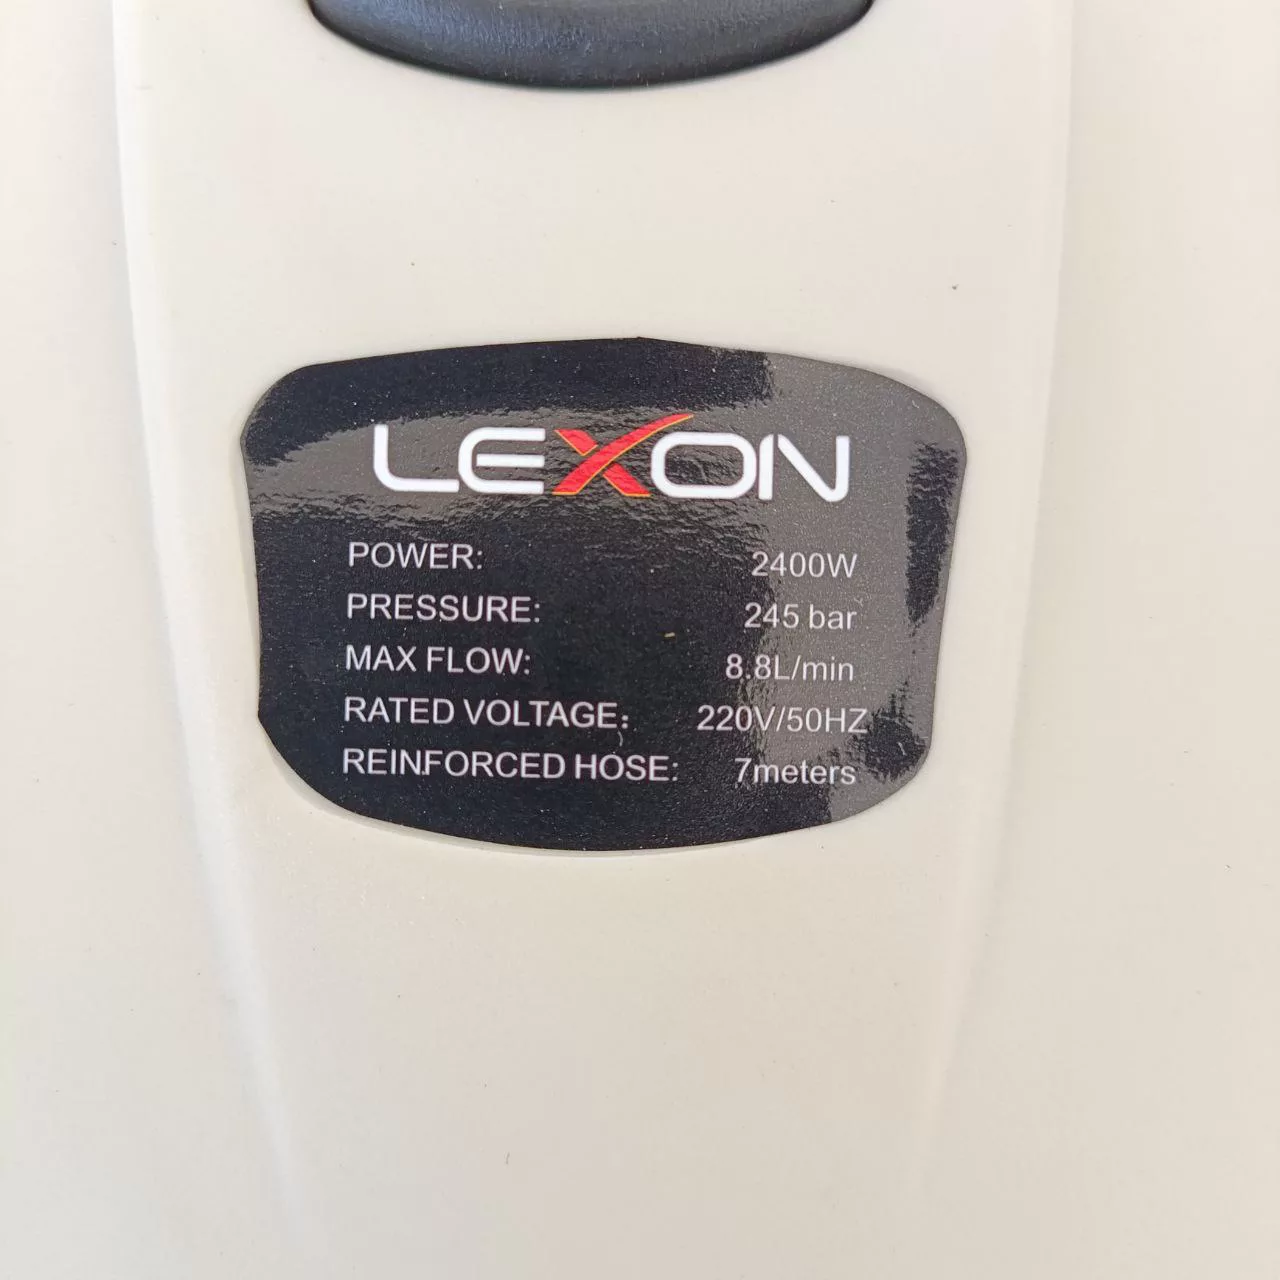 LEXON
POWER: 2400W
PRESSURE: 245 bar
MAX FLOW: 8.8L/min
RATED VOLTAGE: 220V/50HZ
REINFORCED HOSE: 7meters